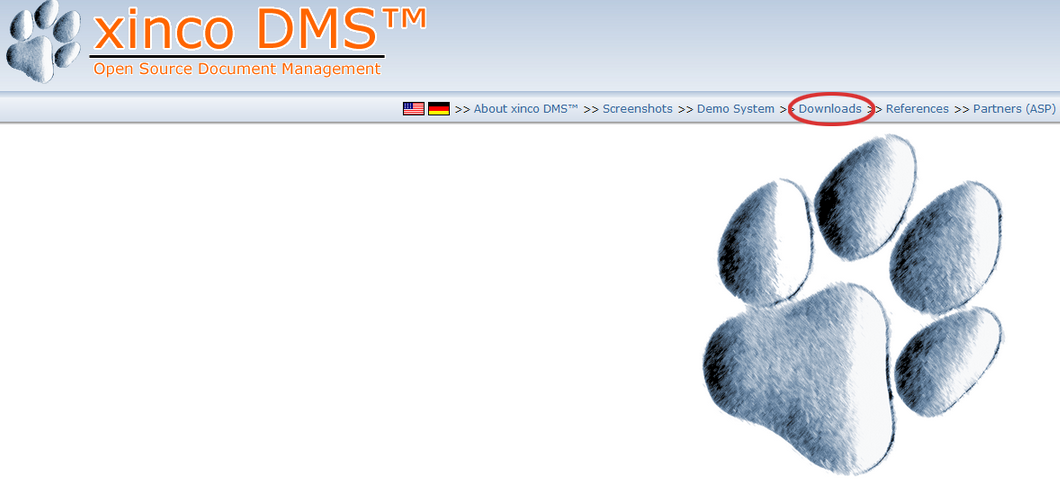 xinco DMS™
Open Source Document Management
>> About xinco DMS™ >> Screenshots >> Demo System >> Downloads >> References >> Partners (ASP)